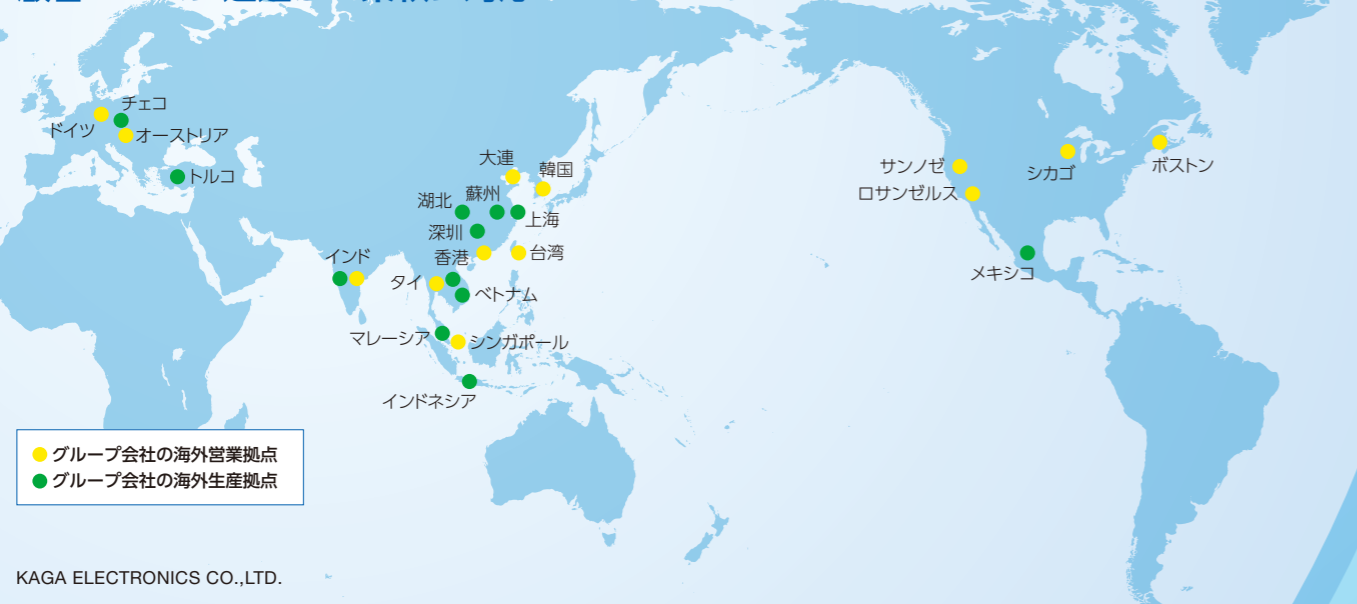 チェコ
ドイツ
オーストリア
トルコ
大連
韓国
湖北
蘇州
上海
深圳
香港
台湾
インド
タイ
ベトナム
マレーシア
シンガポール
インドネシア
サンノゼ
ロサンゼルス
シカゴ
ボストン
メキシコ
グループ会社の海外営業拠点
グループ会社の海外生産拠点
KAGA ELECTRONICS CO.,LTD.